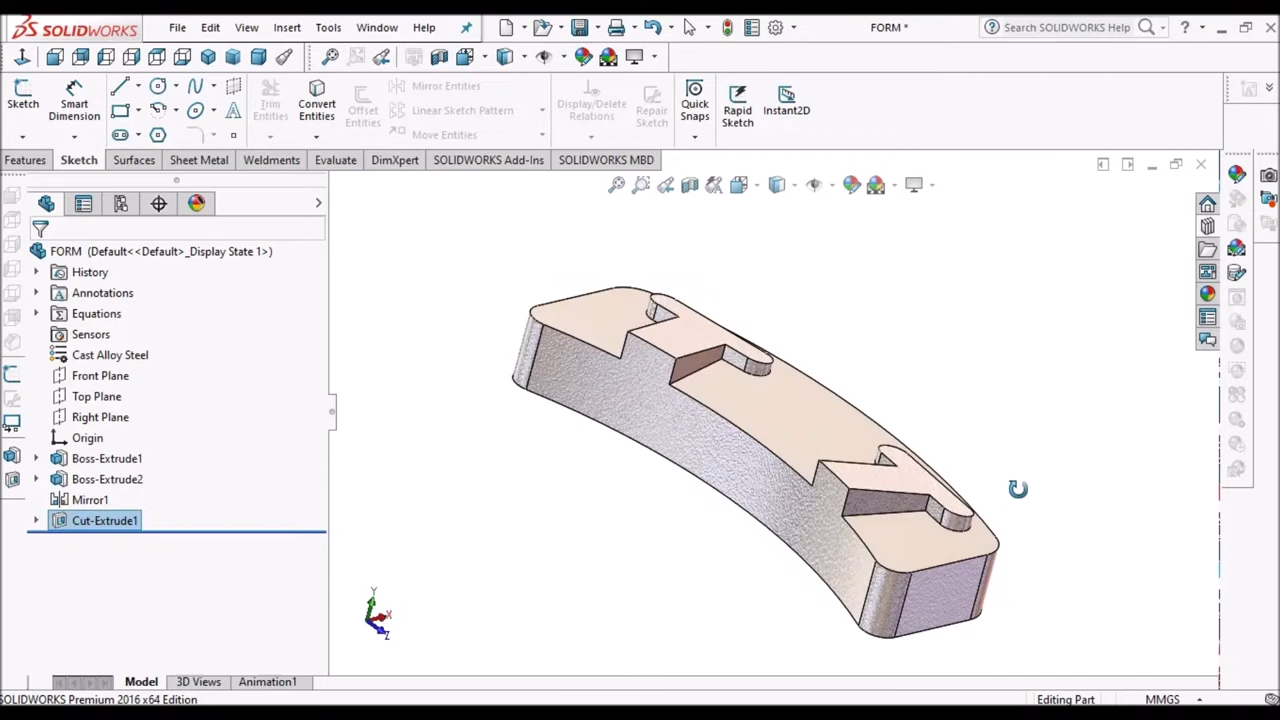 SOLIDWORKS File Edit View Insert Tools Window Help FORM * Search SOLIDWORKS Help ?
Sketch Smart Dimension Trim Entities Convert Entities Offset Entities Mirror Entities Linear Sketch Pattern Move Entities Display/Delete Relations Repair Sketch Quick Snaps Rapid Sketch Instant2D
Features Sketch Surfaces Sheet Metal Weldments Evaluate DimXpert SOLIDWORKS Add-Ins SOLIDWORKS MBD
FORM (Default<<Default>_Display State 1>)
History
Annotations
Equations
Sensors
Cast Alloy Steel
Front Plane
Top Plane
Right Plane
Origin
Boss-Extrude1
Boss-Extrude2
Mirror1
Cut-Extrude1
Y
X
Z
Model 3D Views Animation1
SOLIDWORKS Premium 2016 x64 Edition Editing Part MMGS